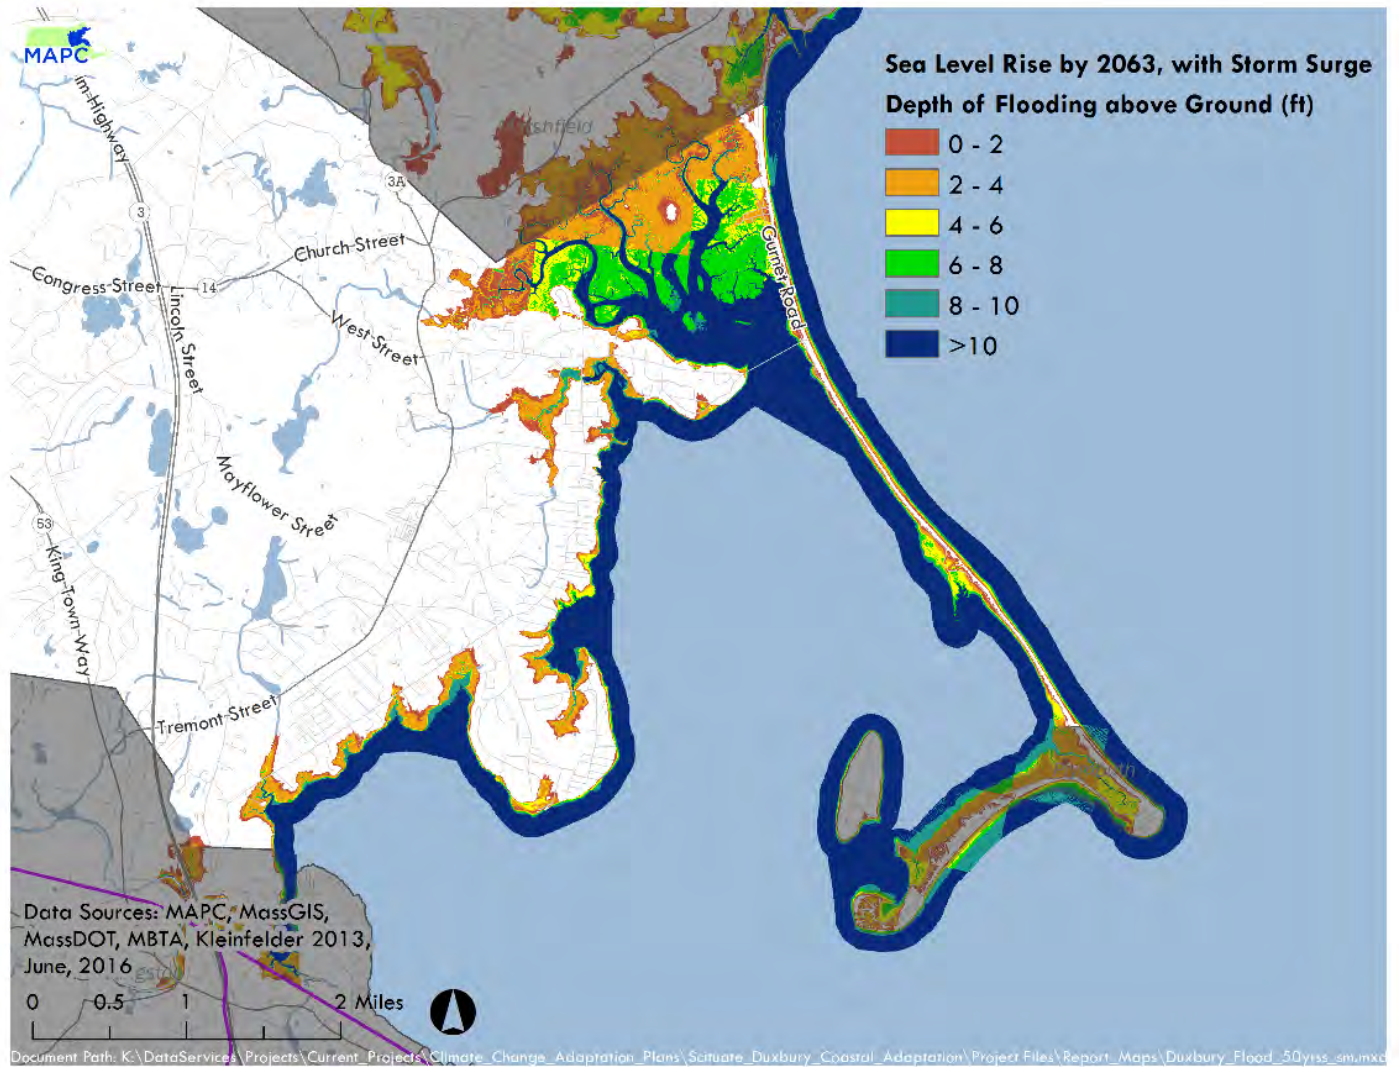 MAPC
Sea Level Rise by 2063, with Storm Surge
Depth of Flooding above Ground (ft)
0 - 2
2 - 4
4 - 6
6 - 8
8 - 10
>10
Highway
3A
3
Church Street
Congress Street
14
Gurnet Road
Lincoln Street
West Street
Mayflower Street
53
King Town Way
Tremont Street
Data Sources: MAPC, MassGIS,
MassDOT, MBTA, Kleinfelder 2013,
June, 2016
0 0.5 1 2 Miles
Document Path: K:\DataServices\Projects\Current_Projects\Climate_Change_Adaptation_Plans\Scituate_Duxbury_Coastal_Adaptation\Project Files\Report_Maps\Duxbury_Flood_50yrss_sm.mxd